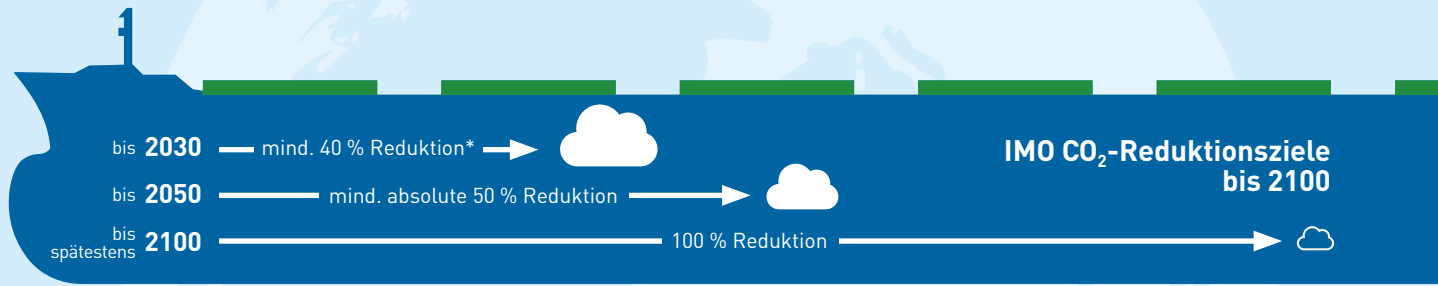 bis 2030 mind. 40 % Reduktion*
bis 2050 mind. absolute 50 % Reduktion
bis
spätestens 2100 100 % Reduktion
IMO CO₂-Reduktionsziele
bis 2100